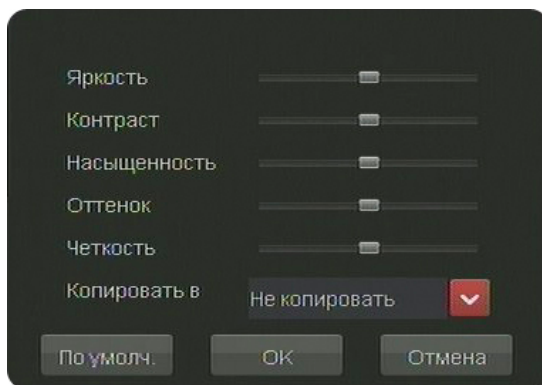 Яркость
Контраст
Насыщенность
Оттенок
Четкость
Копировать в Не копировать
По умолч. OK Отмена